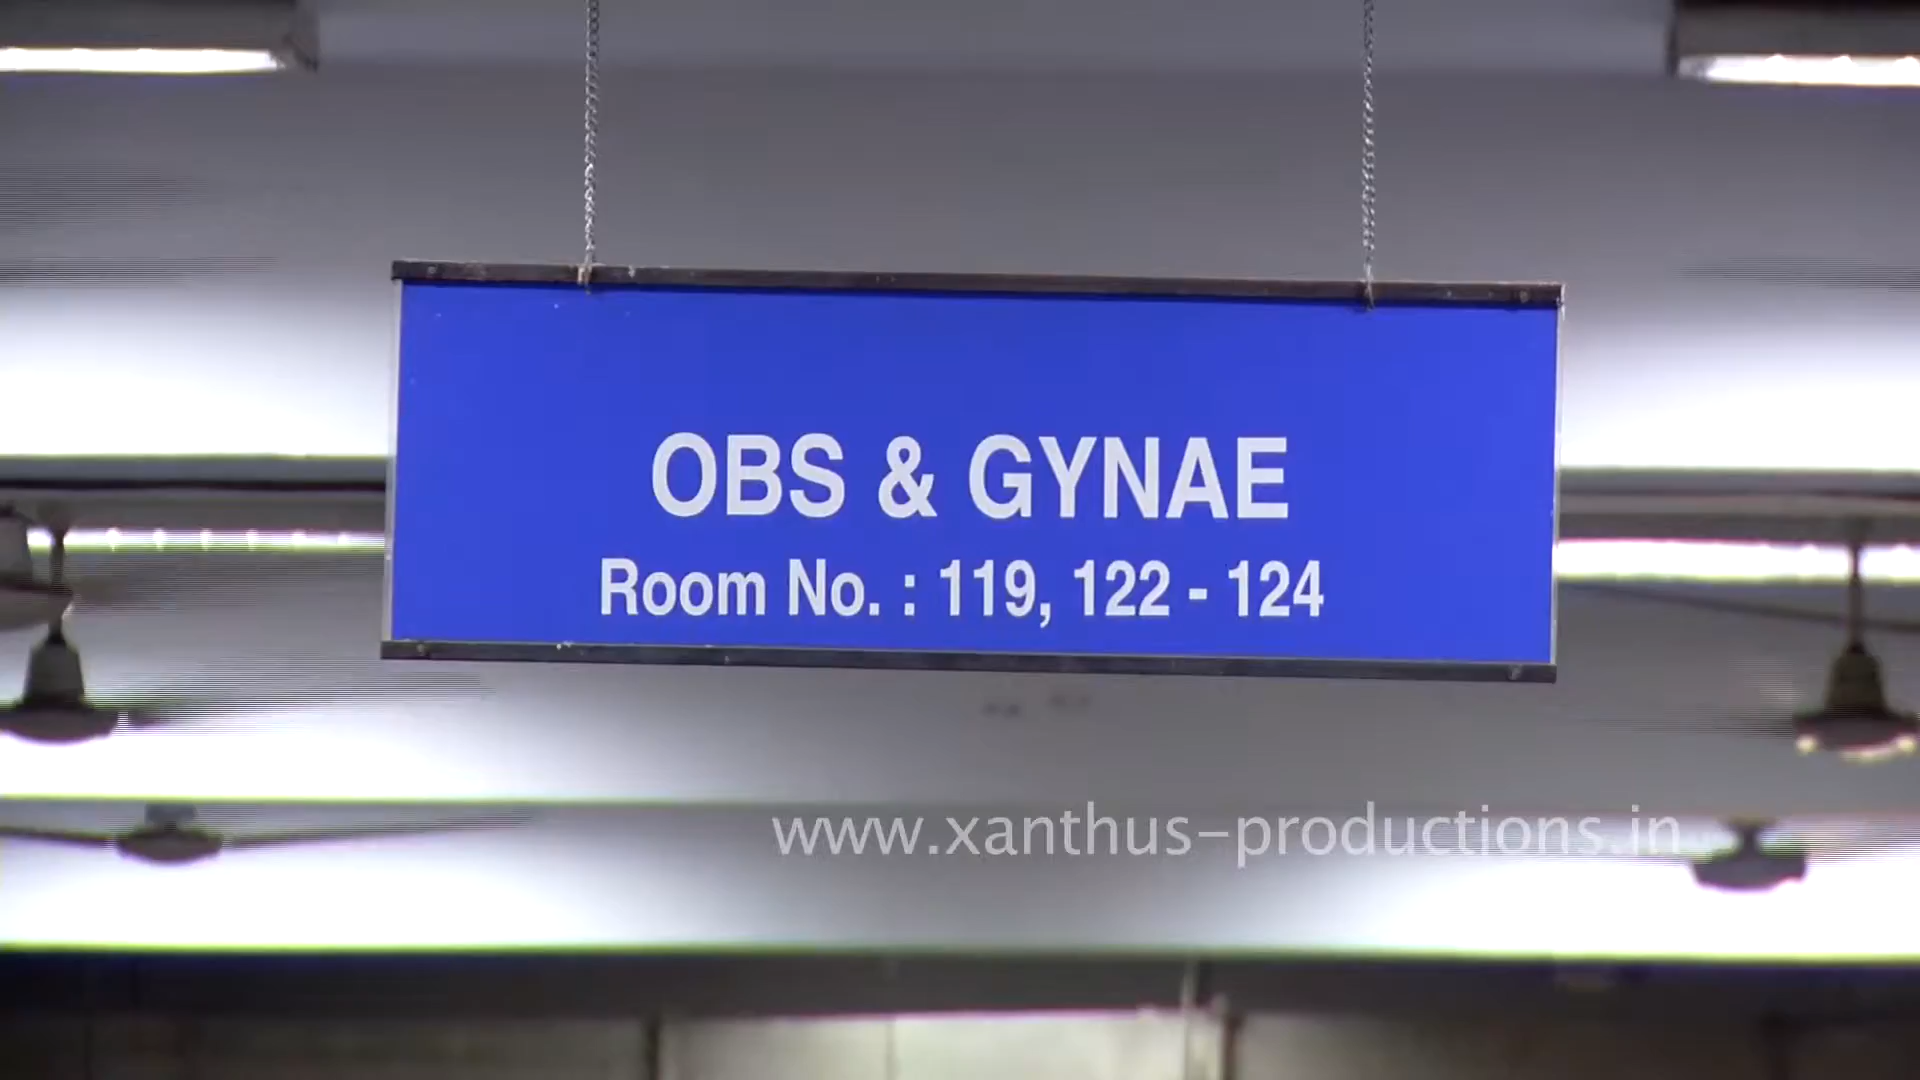 OBS & GYNAE
Room No. : 119, 122 - 124
www.xanthus-productions.in